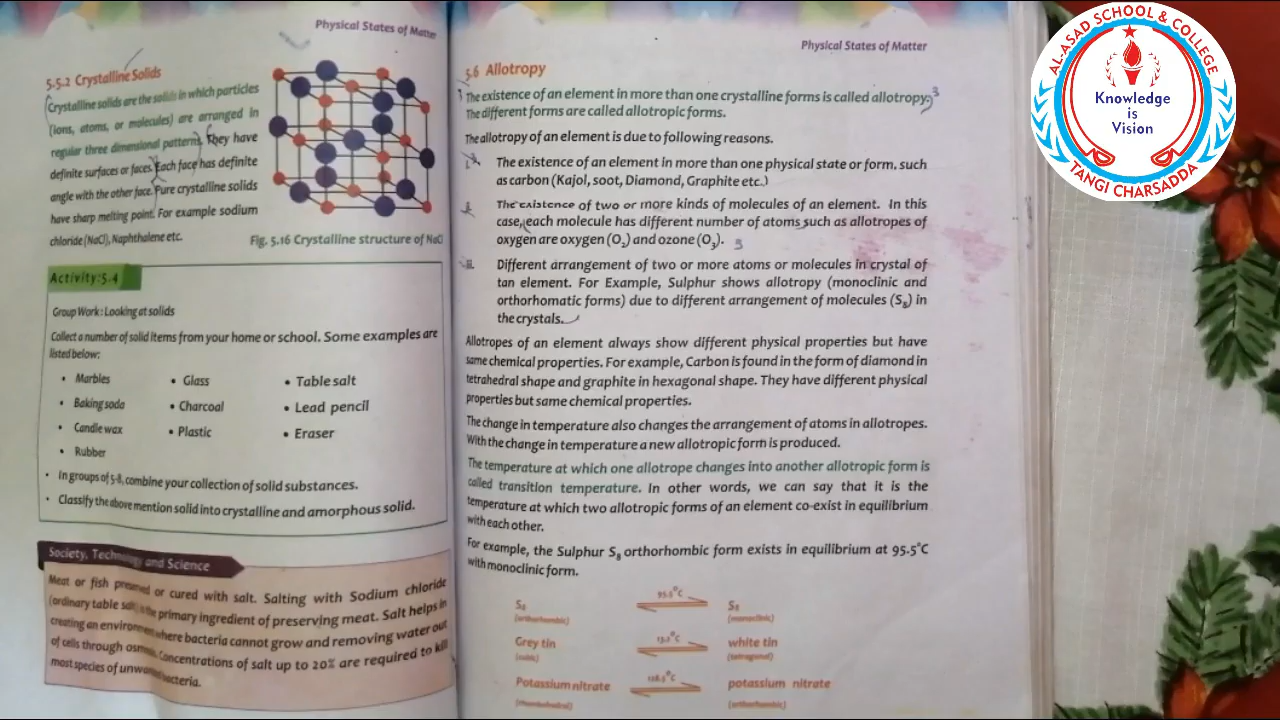 Physical States of Matter
5.5.2 Crystalline Solids
Crystalline solids are the solids in which particles
(ions, atoms, or molecules) are arranged in
regular three dimensional pattern. They have
definite surfaces or faces. Each face has definite
angle with the other face. Pure crystalline solids
have sharp melting point. For example sodium
chloride (NaCl), Naphthalene etc.
Fig. 5.16 Crystalline structure of NaCl
Activity:5.4
Group Work: Looking at solids
Collect a number of solid items from your home or school. Some examples are
listed below:
• Marbles
• Glass
• Table salt
• Baking soda
• Charcoal
• Lead pencil
• Candle wax
• Plastic
• Eraser
• Rubber
• In groups of 5-8, combine your collection of solid substances.
• Classify the above mention solid into crystalline and amorphous solid.
Society, Technology and Science
Meat or fish preserved or cured with salt. Salting with Sodium chloride
(ordinary table salt) is the primary ingredient of preserving meat. Salt helps in
creating an environment where bacteria cannot grow and removing water out
of cells through osmosis. Concentrations of salt up to 20% are required to kill
most species of unwanted bacteria.
Physical States of Matter
5.6 Allotropy
The existence of an element in more than one crystalline forms is called allotropy. 3
The different forms are called allotropic forms.
The allotropy of an element is due to following reasons.
The existence of an element in more than one physical state or form, such
as carbon (Kajol, soot, Diamond, Graphite etc.)
The existence of two or more kinds of molecules of an element. In this
case, each molecule has different number of atoms such as allotropes of
oxygen are oxygen (O₂) and ozone (O₃).
iii. Different arrangement of two or more atoms or molecules in crystal of
tan element. For Example, Sulphur shows allotropy (monoclinic and
orthorhomatic forms) due to different arrangement of molecules (S₈) in
the crystals.
Allotropes of an element always show different physical properties but have
same chemical properties. For example, Carbon is found in the form of diamond in
tetrahedral shape and graphite in hexagonal shape. They have different physical
properties but same chemical properties.
The change in temperature also changes the arrangement of atoms in allotropes.
With the change in temperature a new allotropic form is produced.
The temperature at which one allotrope changes into another allotropic form is
called transition temperature. In other words, we can say that it is the
temperature at which two allotropic forms of an element co-exist in equilibrium
with each other.
For example, the Sulphur S₈ orthorhombic form exists in equilibrium at 95.5°C
with monoclinic form.
S₈ 95.5°C S₈
(orthorhombic) (monoclinic)
Grey tin 13.2°C white tin
(cubic) (tetragonal)
Potassium nitrate 128.5°C potassium nitrate
(rhombohedral) (orthorhombic)
AL-ASAD SCHOOL & COLLEGE
Knowledge
is
Vision
TANGI CHARSADDA